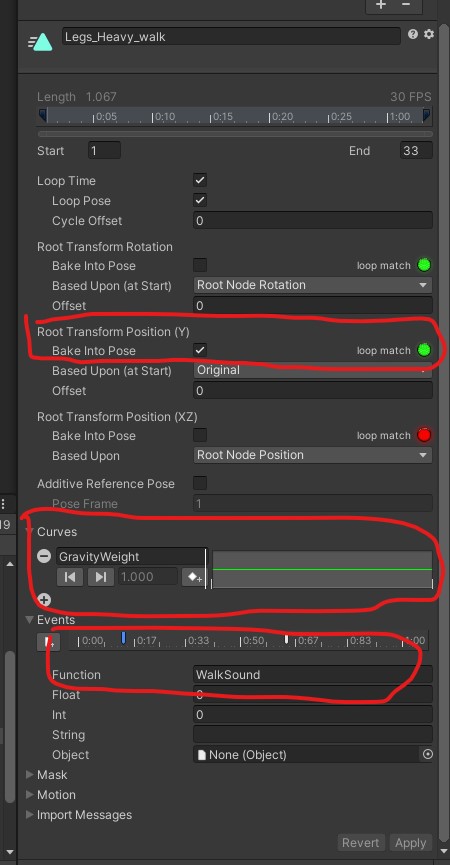 Legs_Heavy_walk
Length 1.067 30 FPS
0:05 0:10 0:15 0:20 0:25 1:00
Start 1 End 33
Loop Time
Loop Pose
Cycle Offset 0
Root Transform Rotation
Bake Into Pose loop match
Based Upon (at Start) Root Node Rotation
Offset 0
Root Transform Position (Y)
Bake Into Pose loop match
Based Upon (at Start) Original
Offset 0
Root Transform Position (XZ)
Bake Into Pose loop match
Based Upon Root Node Position
Additive Reference Pose
Pose Frame 1
19
Curves
GravityWeight
1.000
Events
0:00 0:17 0:33 0:50 0:67 0:83 1:00
Function WalkSound
Float 0
Int 0
String
Object None (Object)
Mask
Motion
Import Messages
Revert Apply